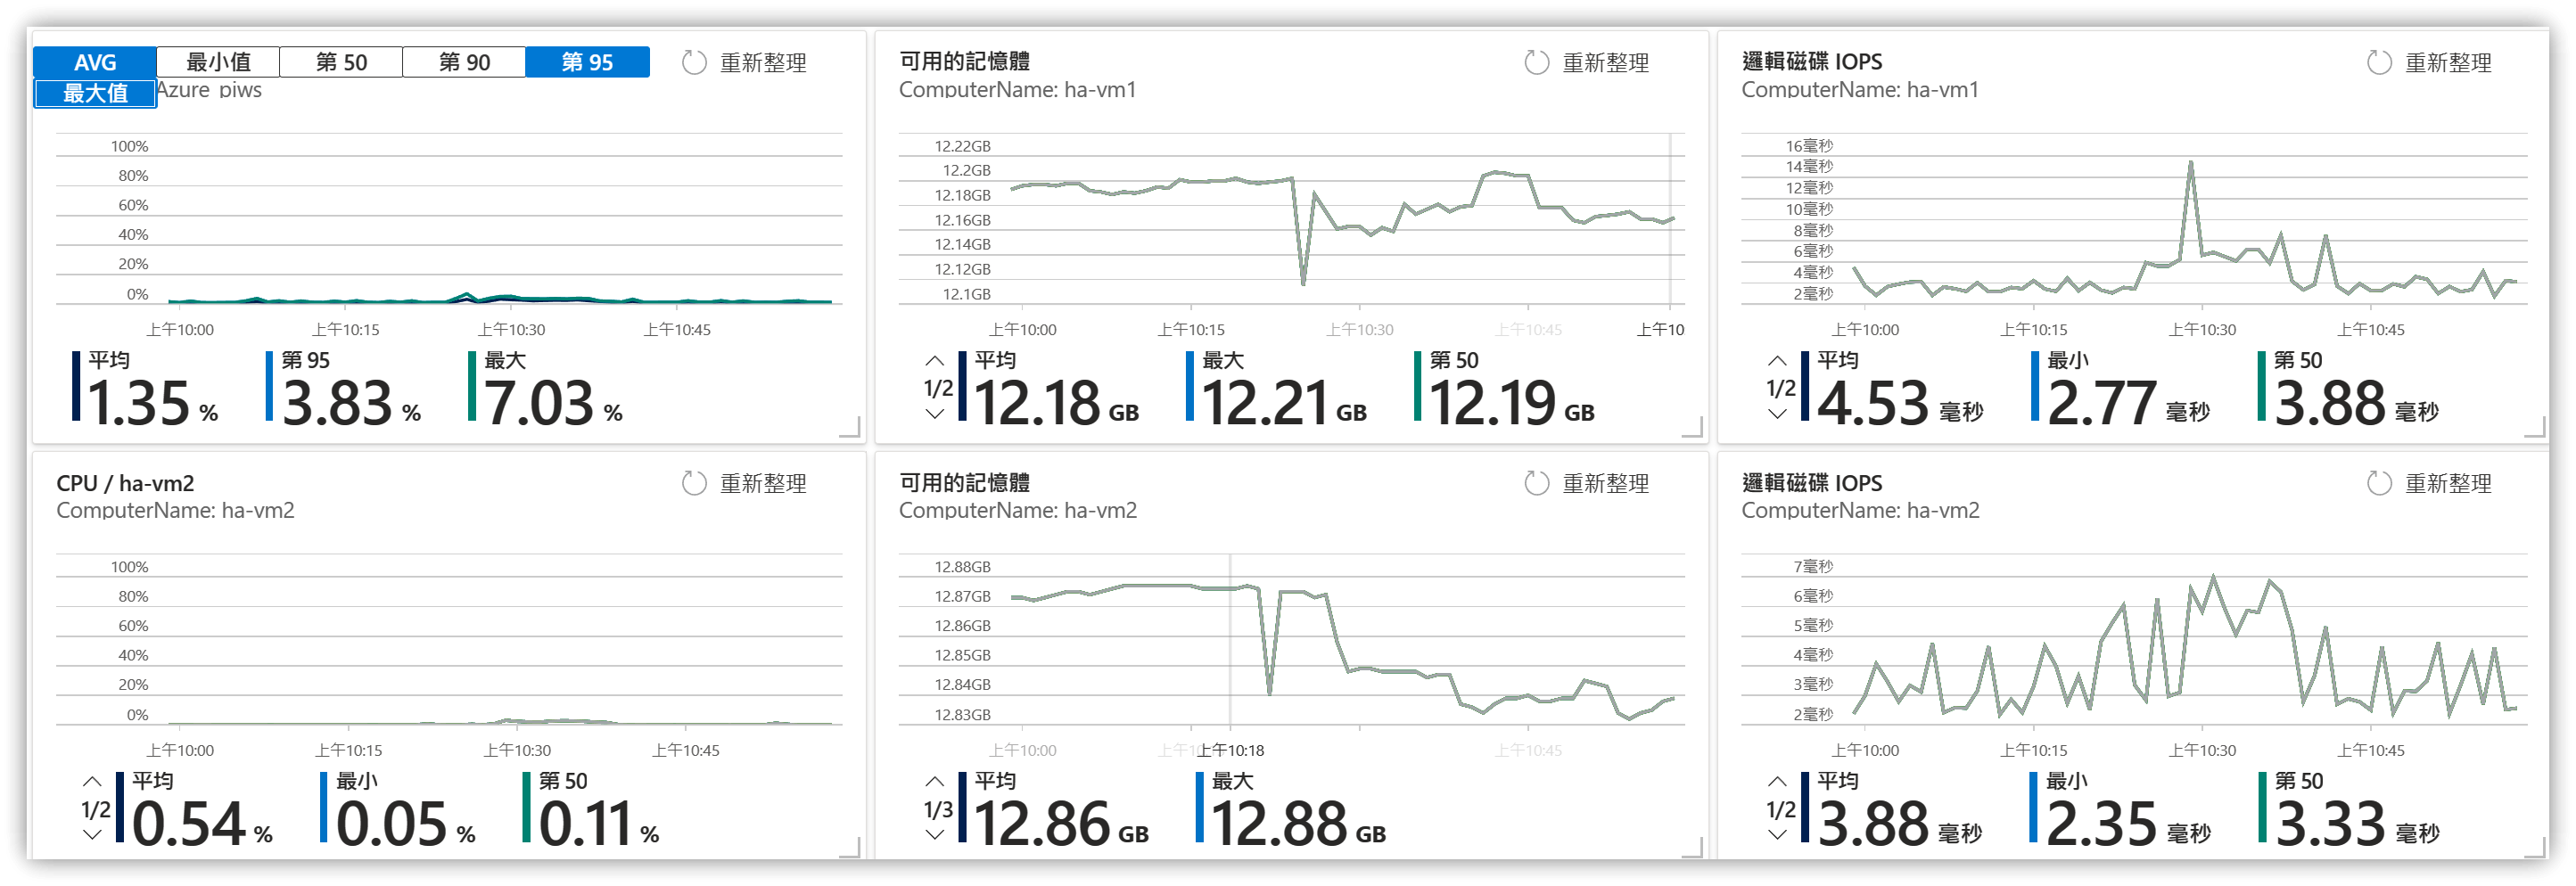 AVG 最小值 第 50 第 90 第 95 重新整理
最大值 Azure_piws
100%
80%
60%
40%
20%
0%
上午10:00 上午10:15 上午10:30 上午10:45
平均 第 95 最大
1.35 % 3.83 % 7.03 %
可用的記憶體 重新整理
ComputerName: ha-vm1
12.22GB
12.2GB
12.18GB
12.16GB
12.14GB
12.12GB
12.1GB
上午10:00 上午10:15 上午10:30 上午10:45 上午10
1/2
平均 最大 第 50
12.18 GB 12.21 GB 12.19 GB
邏輯磁碟 IOPS 重新整理
ComputerName: ha-vm1
16毫秒
14毫秒
12毫秒
10毫秒
8毫秒
6毫秒
4毫秒
2毫秒
上午10:00 上午10:15 上午10:30 上午10:45
1/2
平均 最小 第 50
4.53 毫秒 2.77 毫秒 3.88 毫秒
CPU / ha-vm2 重新整理
ComputerName: ha-vm2
100%
80%
60%
40%
20%
0%
上午10:00 上午10:15 上午10:30 上午10:45
1/2
平均 最小 第 50
0.54 % 0.05 % 0.11 %
可用的記憶體 重新整理
ComputerName: ha-vm2
12.88GB
12.87GB
12.86GB
12.85GB
12.84GB
12.83GB
上午10:00 上午10:18 上午10:45
1/3
平均 最大
12.86 GB 12.88 GB
邏輯磁碟 IOPS 重新整理
ComputerName: ha-vm2
7毫秒
6毫秒
5毫秒
4毫秒
3毫秒
2毫秒
上午10:00 上午10:15 上午10:30 上午10:45
1/2
平均 最小 第 50
3.88 毫秒 2.35 毫秒 3.33 毫秒